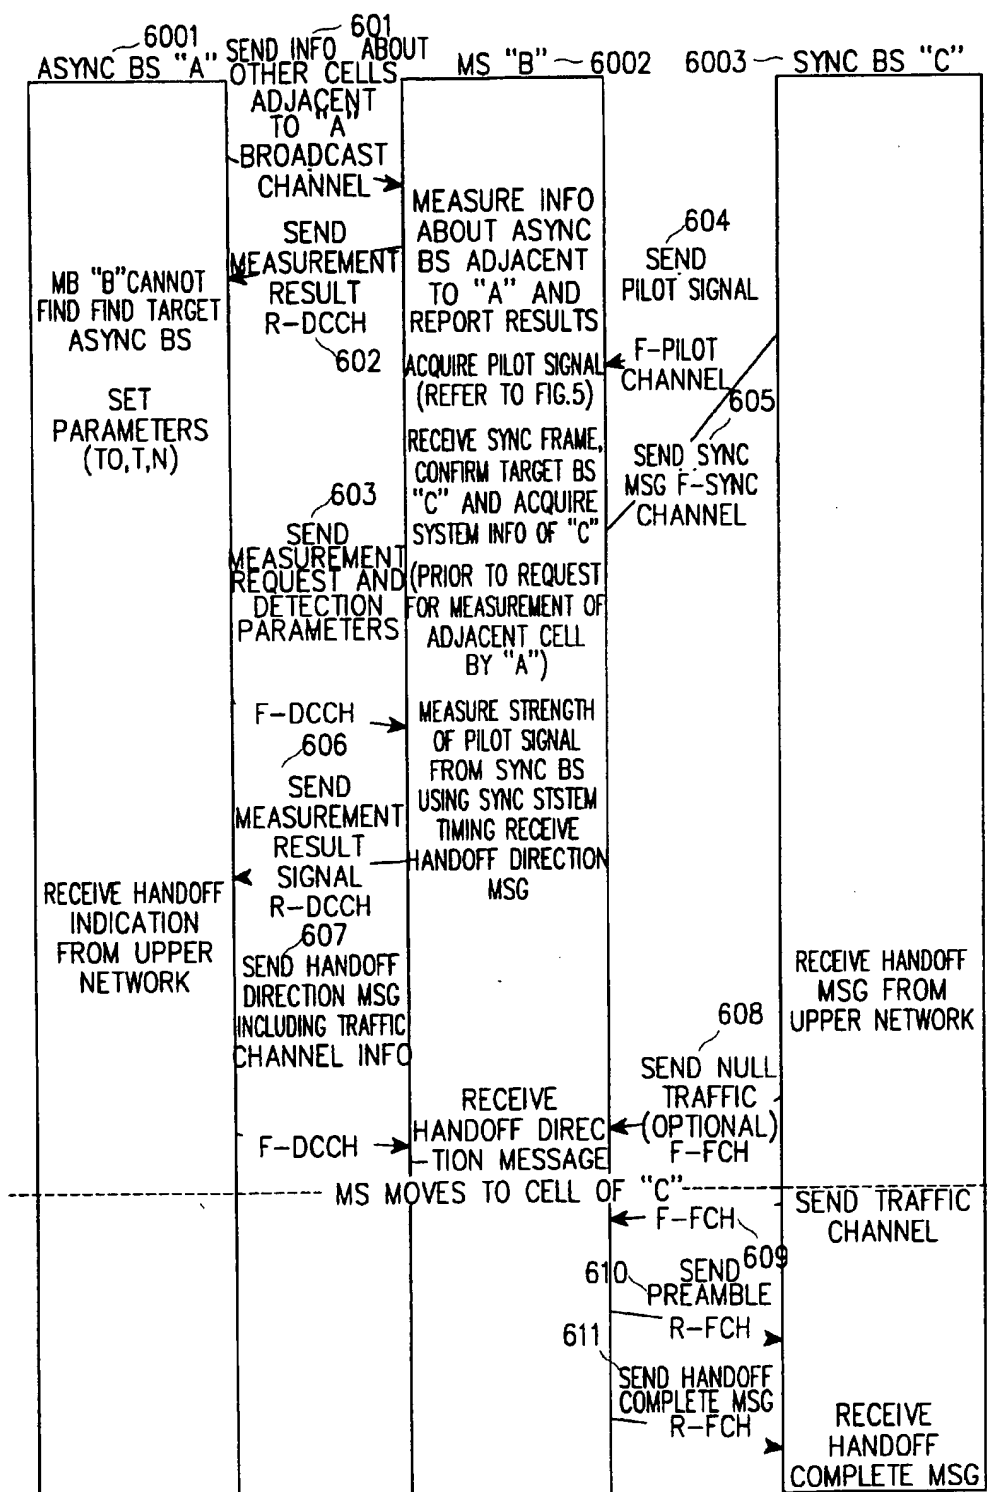 6001
ASYNC BS "A"
601
SEND INFO ABOUT
OTHER CELLS
ADJACENT
TO "A"
BROADCAST
CHANNEL
MS "B" 6002
6003 SYNC BS "C"
MEASURE INFO
ABOUT ASYNC
BS ADJACENT
TO "A" AND
REPORT RESULTS
SEND
MEASUREMENT
RESULT
R-DCCH
602
MB "B"CANNOT
FIND FIND TARGET
ASYNC BS
604
SEND
PILOT SIGNAL
F-PILOT
CHANNEL
ACQUIRE PILOT SIGNAL
(REFER TO FIG.5)
SET
PARAMETERS
(TO,T,N)
605
SEND SYNC
MSG F-SYNC
CHANNEL
RECEIVE SYNC FRAME,
CONFIRM TARGET BS
"C" AND ACQUIRE
SYSTEM INFO OF "C"
(PRIOR TO REQUEST
FOR MEASUREMENT OF
ADJACENT CELL
BY "A")
603
SEND
MEASUREMENT
REQUEST AND
DETECTION
PARAMETERS
F-DCCH
MEASURE STRENGTH
OF PILOT SIGNAL
FROM SYNC BS
USING SYNC STSTEM
TIMING RECEIVE
HANDOFF DIRECTION
MSG
606
SEND
MEASUREMENT
RESULT
SIGNAL
R-DCCH
RECEIVE HANDOFF
INDICATION
FROM UPPER
NETWORK
607
SEND HANDOFF
DIRECTION MSG
INCLUDING TRAFFIC
CHANNEL INFO
RECEIVE HANDOFF
MSG FROM
UPPER NETWORK
608
SEND NULL
TRAFFIC
(OPTIONAL)
F-FCH
F-DCCH
RECEIVE
HANDOFF DIREC
-TION MESSAGE
MS MOVES TO CELL OF "C"
SEND TRAFFIC
CHANNEL
F-FCH
609
610
SEND
PREAMBLE
R-FCH
611
SEND HANDOFF
COMPLETE MSG
R-FCH
RECEIVE
HANDOFF
COMPLETE MSG